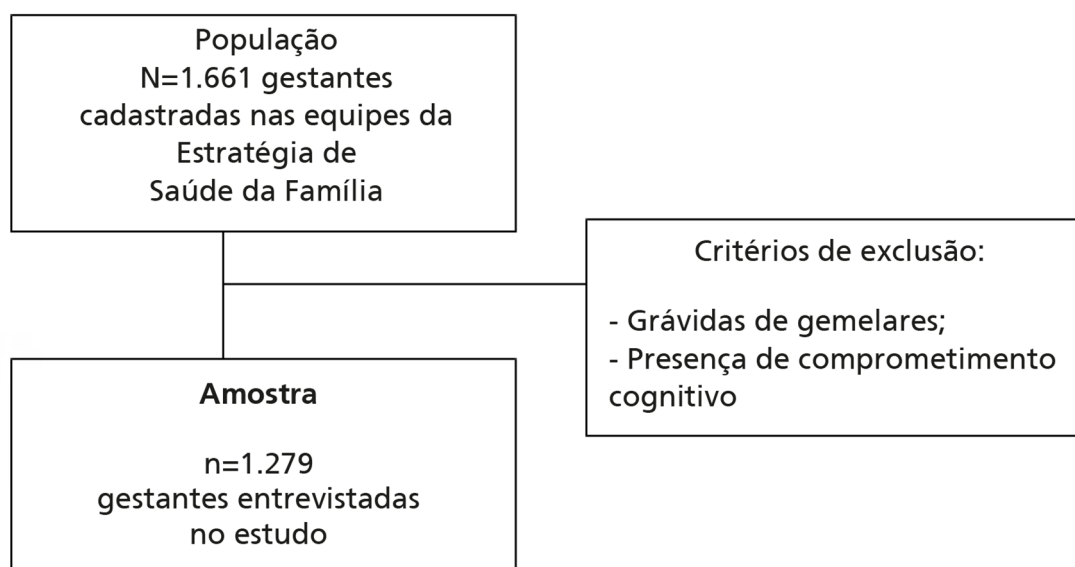 População
N=1.661 gestantes
cadastradas nas equipes da
Estratégia de
Saúde da Família
Critérios de exclusão:
- Grávidas de gemelares;
- Presença de comprometimento
cognitivo
Amostra
n=1.279
gestantes entrevistadas
no estudo